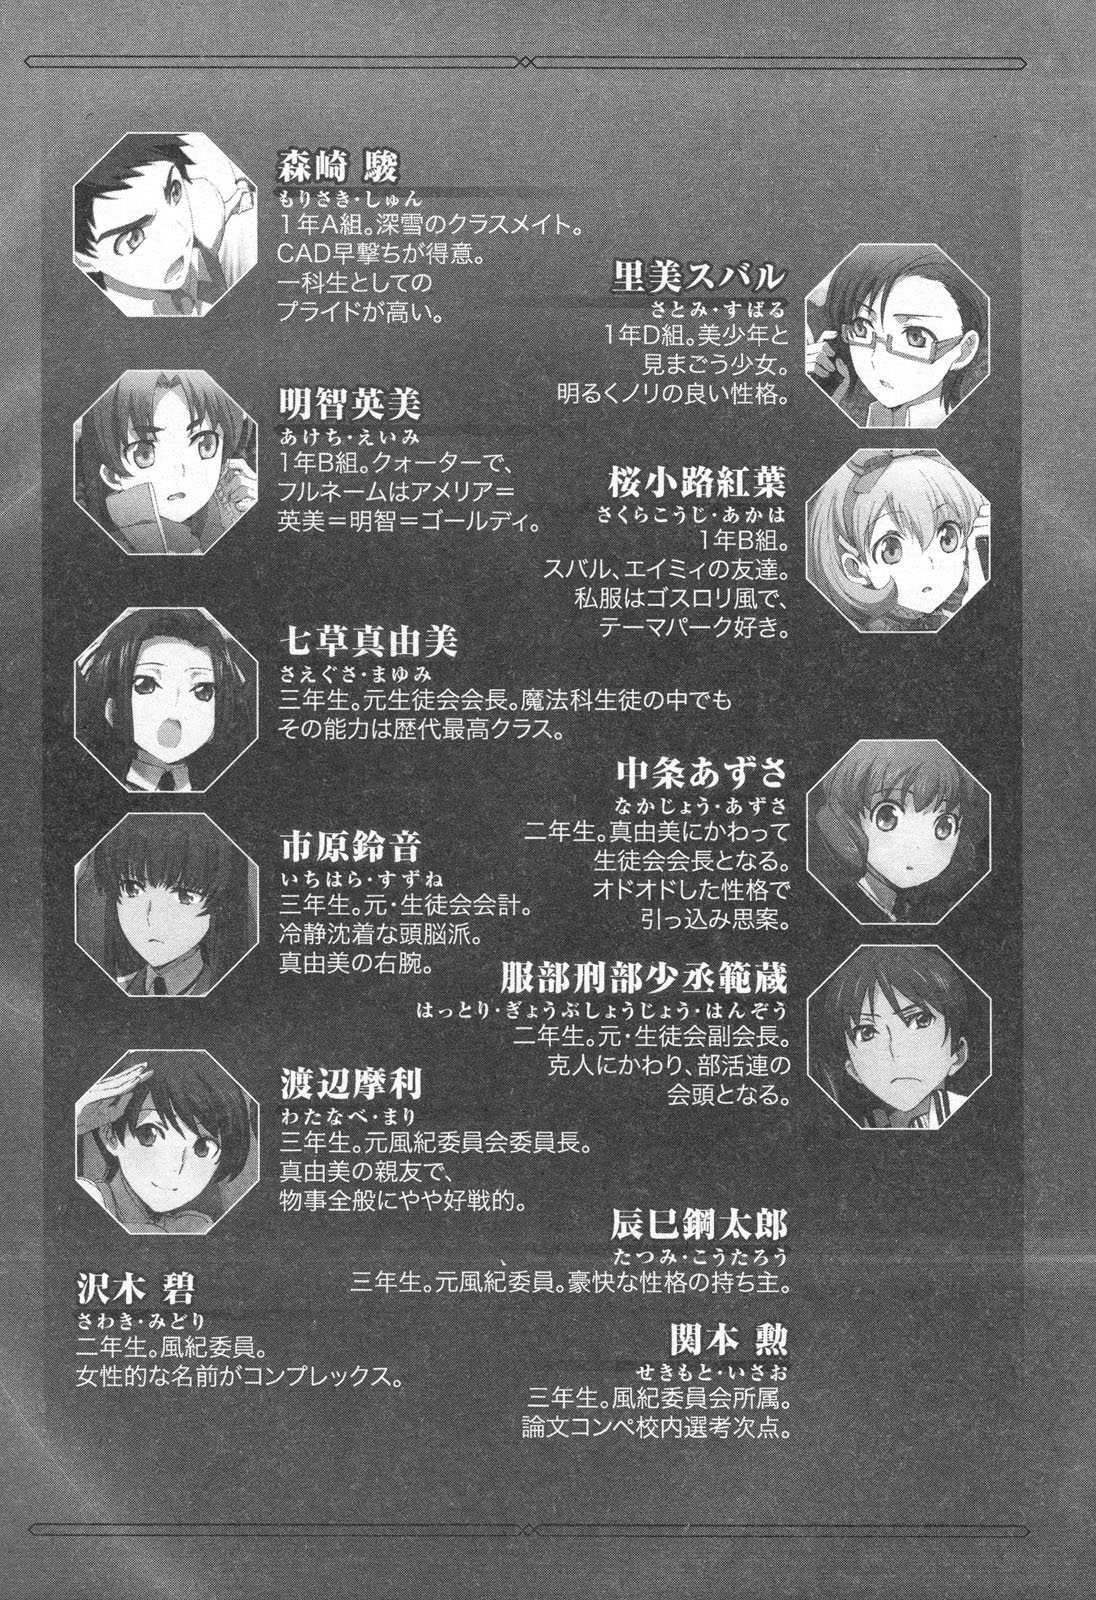 森崎 駿
もりさき・しゅん
1年A組。深雪のクラスメイト。
CAD早撃ちが得意。
一科生としての
プライドが高い。
里美スバル
さとみ・すばる
1年D組。美少年と
見まごう少女。
明るくノリの良い性格。
明智英美
あけち・えいみ
1年B組。クォーターで、
フルネームはアメリア＝
英美＝明智＝ゴールディ。
桜小路紅葉
さくらこうじ・あかは
1年B組。
スバル、エイミィの友達。
私服はゴスロリ風で、
テーマパーク好き。
七草真由美
さえぐさ・まゆみ
三年生。元生徒会会長。魔法科生徒の中でも
その能力は歴代最高クラス。
中条あずさ
なかじょう・あずさ
二年生。真由美にかわって
生徒会会長となる。
オドオドした性格で
引っ込み思案。
市原鈴音
いちはら・すずね
三年生。元・生徒会会計。
冷静沈着な頭脳派。
真由美の右腕。
服部刑部少丞範蔵
はっとり・ぎょうぶしょうじょう・はんぞう
二年生。元・生徒会副会長。
克人にかわり、部活連の
会頭となる。
渡辺摩利
わたなべ・まり
三年生。元風紀委員会委員長。
真由美の親友で、
物事全般にやや好戦的。
辰巳鋼太郎
たつみ・こうたろう
三年生。元風紀委員。豪快な性格の持ち主。
沢木 碧
さわき・みどり
二年生。風紀委員。
女性的な名前がコンプレックス。
関本 勲
せきもと・いさお
三年生。風紀委員会所属。
論文コンペ校内選考次点。